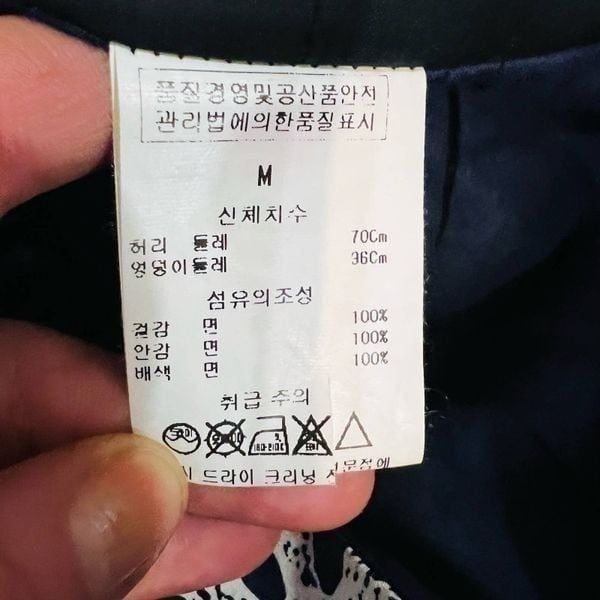 품질경영및공산품안전
관리법에의한품질표시
M
신체치수
허리 둘레 70Cm
엉덩이둘레 36Cm
섬유의조성
겉감 면 100%
안감 면 100%
배색 면 100%
취급 주의
드라이 크리닝